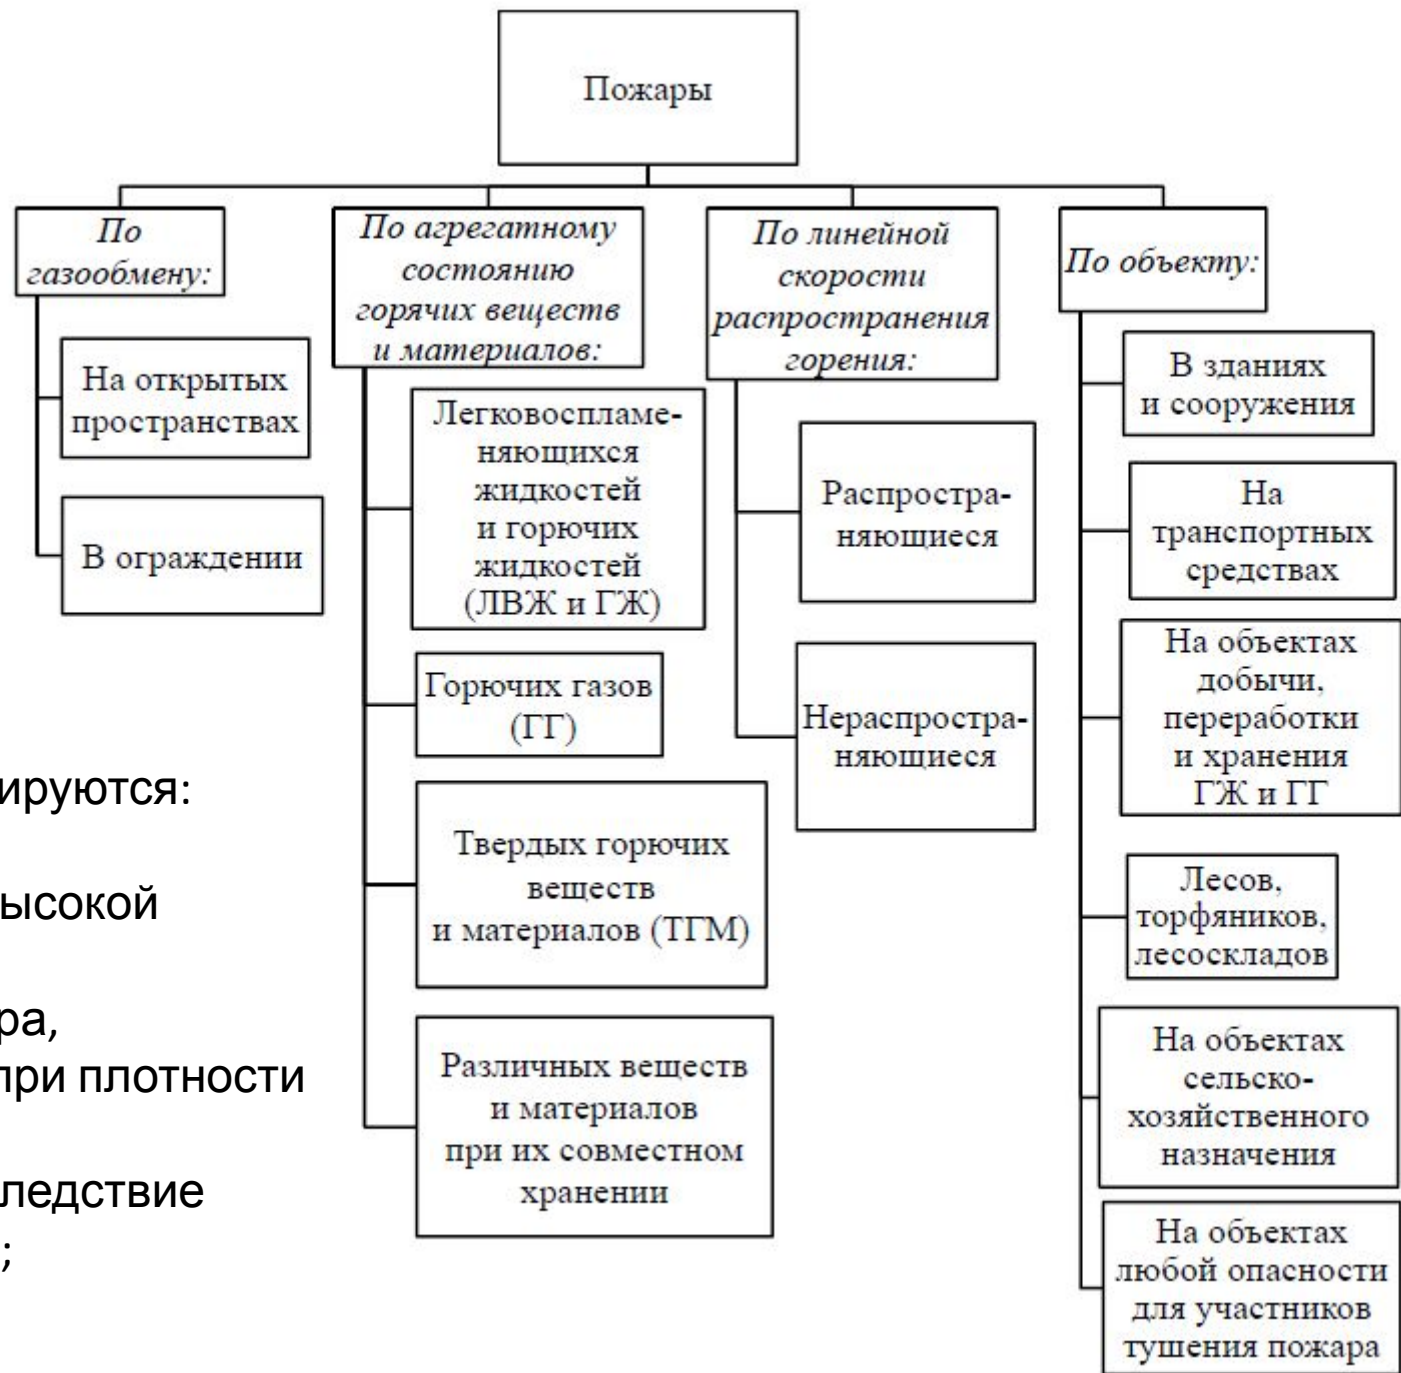 Пожары
По
газообмену:
На открытых
пространствах
В ограждении
По агрегатному
состоянию
горячих веществ
и материалов:
Легковоспламе-
няющихся
жидкостей
и горючих
жидкостей
(ЛВЖ и ГЖ)
Горючих газов
(ГГ)
Твердых горючих
веществ
и материалов (ТГМ)
Различных веществ
и материалов
при их совместном
хранении
По линейной
скорости
распространения
горения:
Распростра-
няющиеся
Нераспростра-
няющиеся
По объекту:
В зданиях
и сооружения
На
транспортных
средствах
На объектах
добычи,
переработки
и хранения
ГЖ и ГГ
Лесов,
торфяников,
лесоскладов
На объектах
сельско-
хозяйственного
назначения
На объектах
любой опасности
для участников
тушения пожара
ируются:
ысокой
ра,
при плотности
ледствие
;